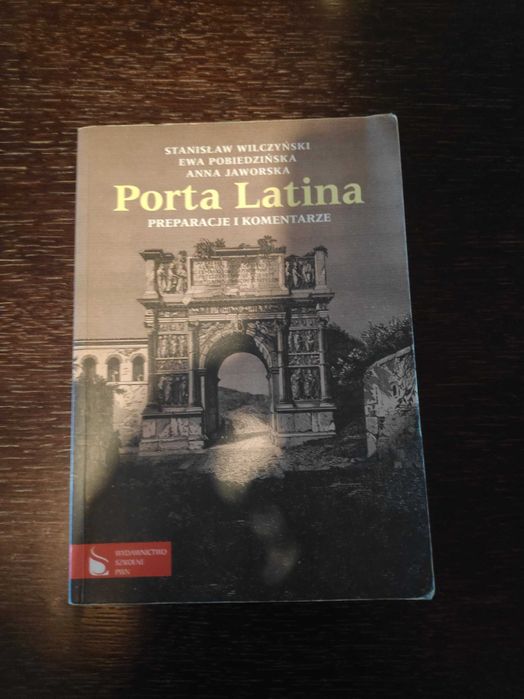 STANISŁAW WILCZYŃSKI
EWA POBIEDZIŃSKA
ANNA JAWORSKA
Porta Latina
PREPARACJE I KOMENTARZE
WYDAWNICTWO
SZKOLNE
PWN